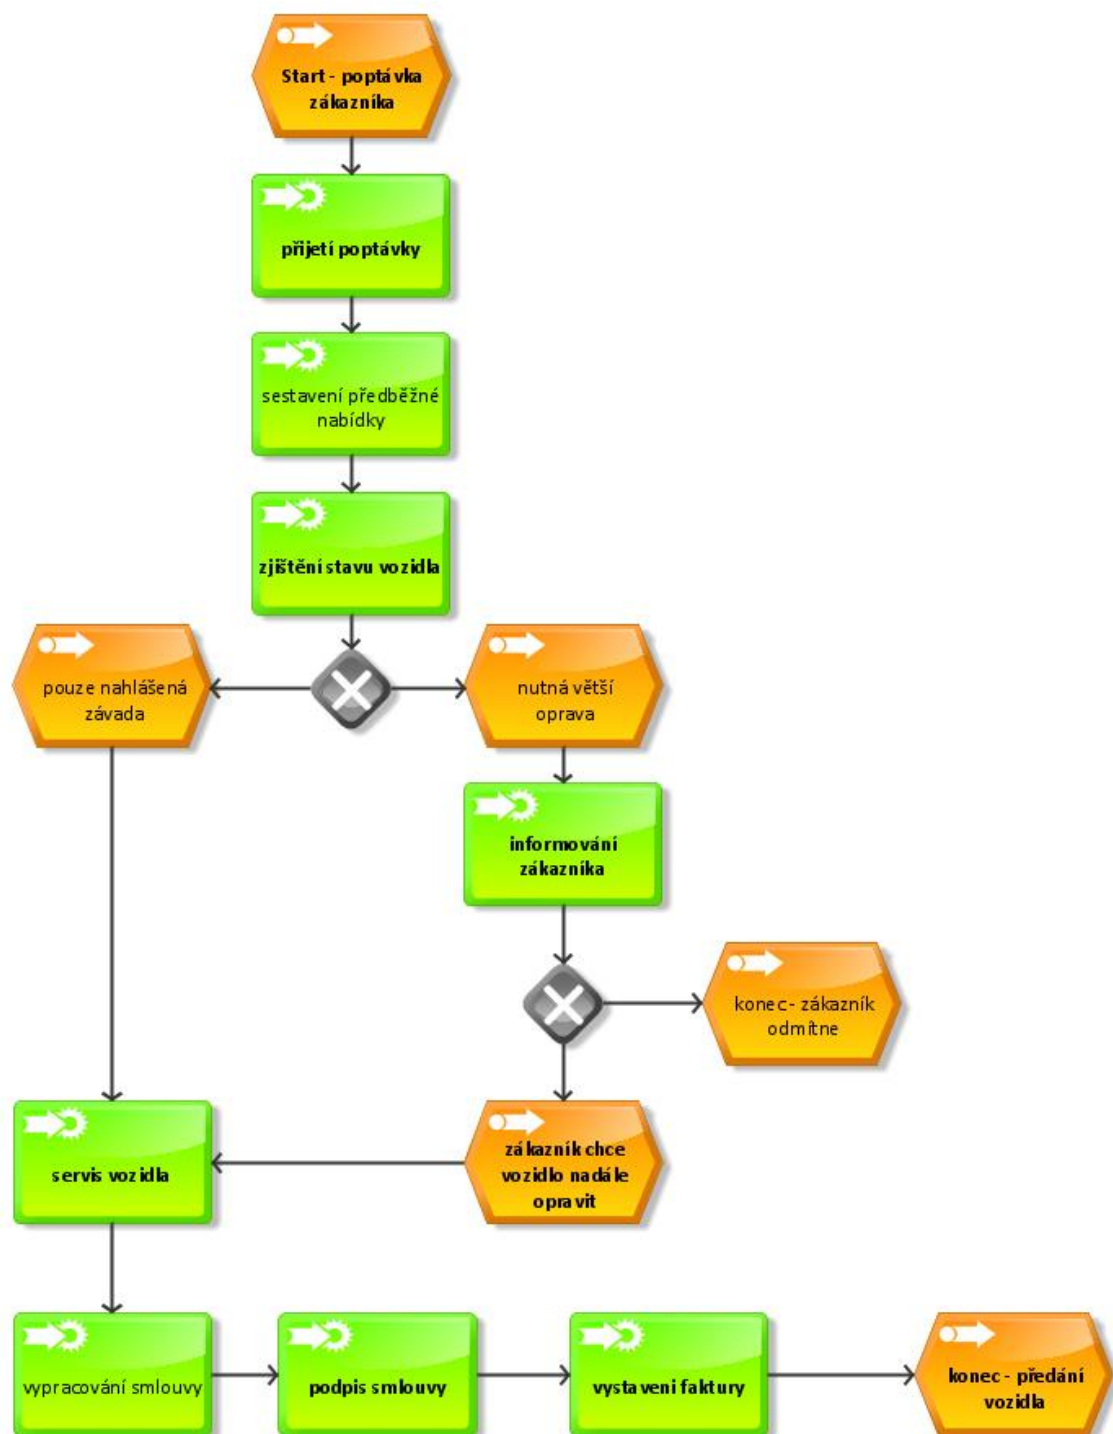 Start - poptávka
zákazníka
přijetí poptávky
sestavení předběžné
nabídky
zjištění stavu vozidla
pouze nahlášená
závada
nutná větší
oprava
informování
zákazníka
konec - zákazník
odmítne
zákazník chce
vozidlo nadále
opravit
servis vozidla
vypracování smlouvy
podpis smlouvy
vystaveni faktury
konec - předání
vozidla